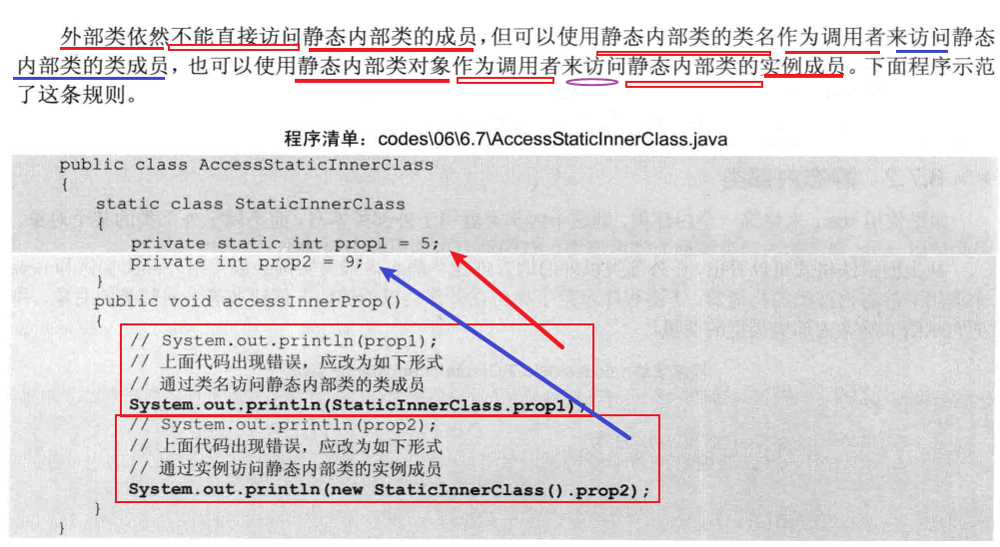 外部类依然不能直接访问静态内部类的成员，但可以使用静态内部类的类名作为调用者来访问静态
内部类的类成员，也可以使用静态内部类对象作为调用者来访问静态内部类的实例成员。下面程序示范
了这条规则。
程序清单：codes\06\6.7\AccessStaticInnerClass.java
public class AccessStaticInnerClass
{
static class StaticInnerClass
{
private static int prop1 = 5;
private int prop2 = 9;
}
public void accessInnerProp()
{
// System.out.println(prop1);
// 上面代码出现错误，应改为如下形式
// 通过类名访问静态内部类的类成员
System.out.println(StaticInnerClass.prop1);
// System.out.println(prop2);
// 上面代码出现错误，应改为如下形式
// 通过实例访问静态内部类的实例成员
System.out.println(new StaticInnerClass().prop2);
}
}